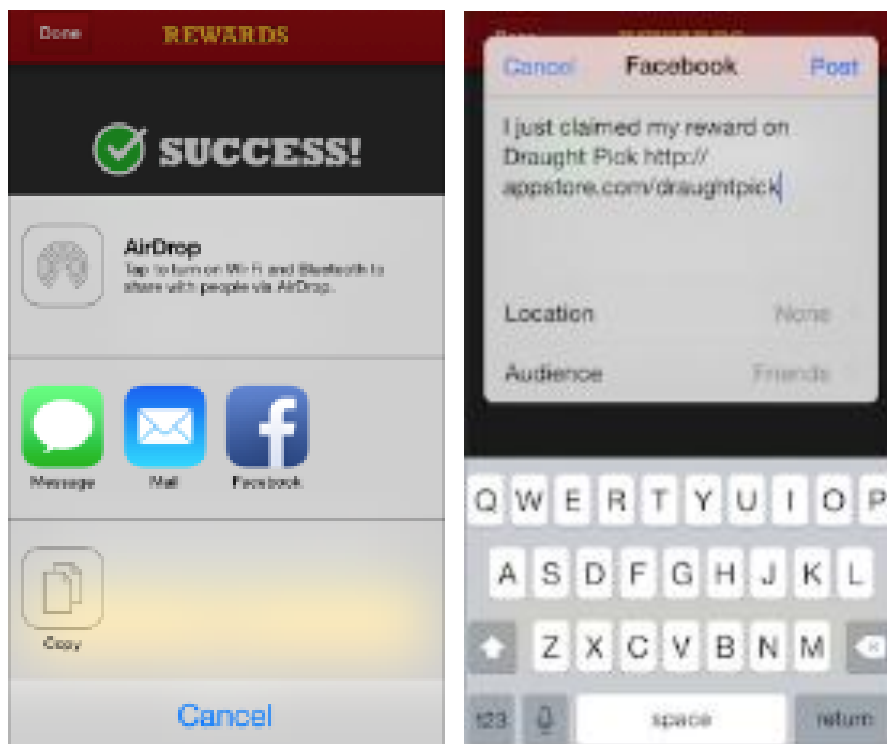 Done REWARDS
SUCCESS!
AirDrop
Tap to turn on Wi-Fi and Bluetooth to
share with people via AirDrop.
Message Mail Facebook
Copy
Cancel
Cancel Facebook Post
I just claimed my reward on
Draught Pick http://
appstore.com/draughtpick
Location None
Audience Friends
Q W E R T Y U I O P
A S D F G H J K L
Z X C V B N M
123 space return